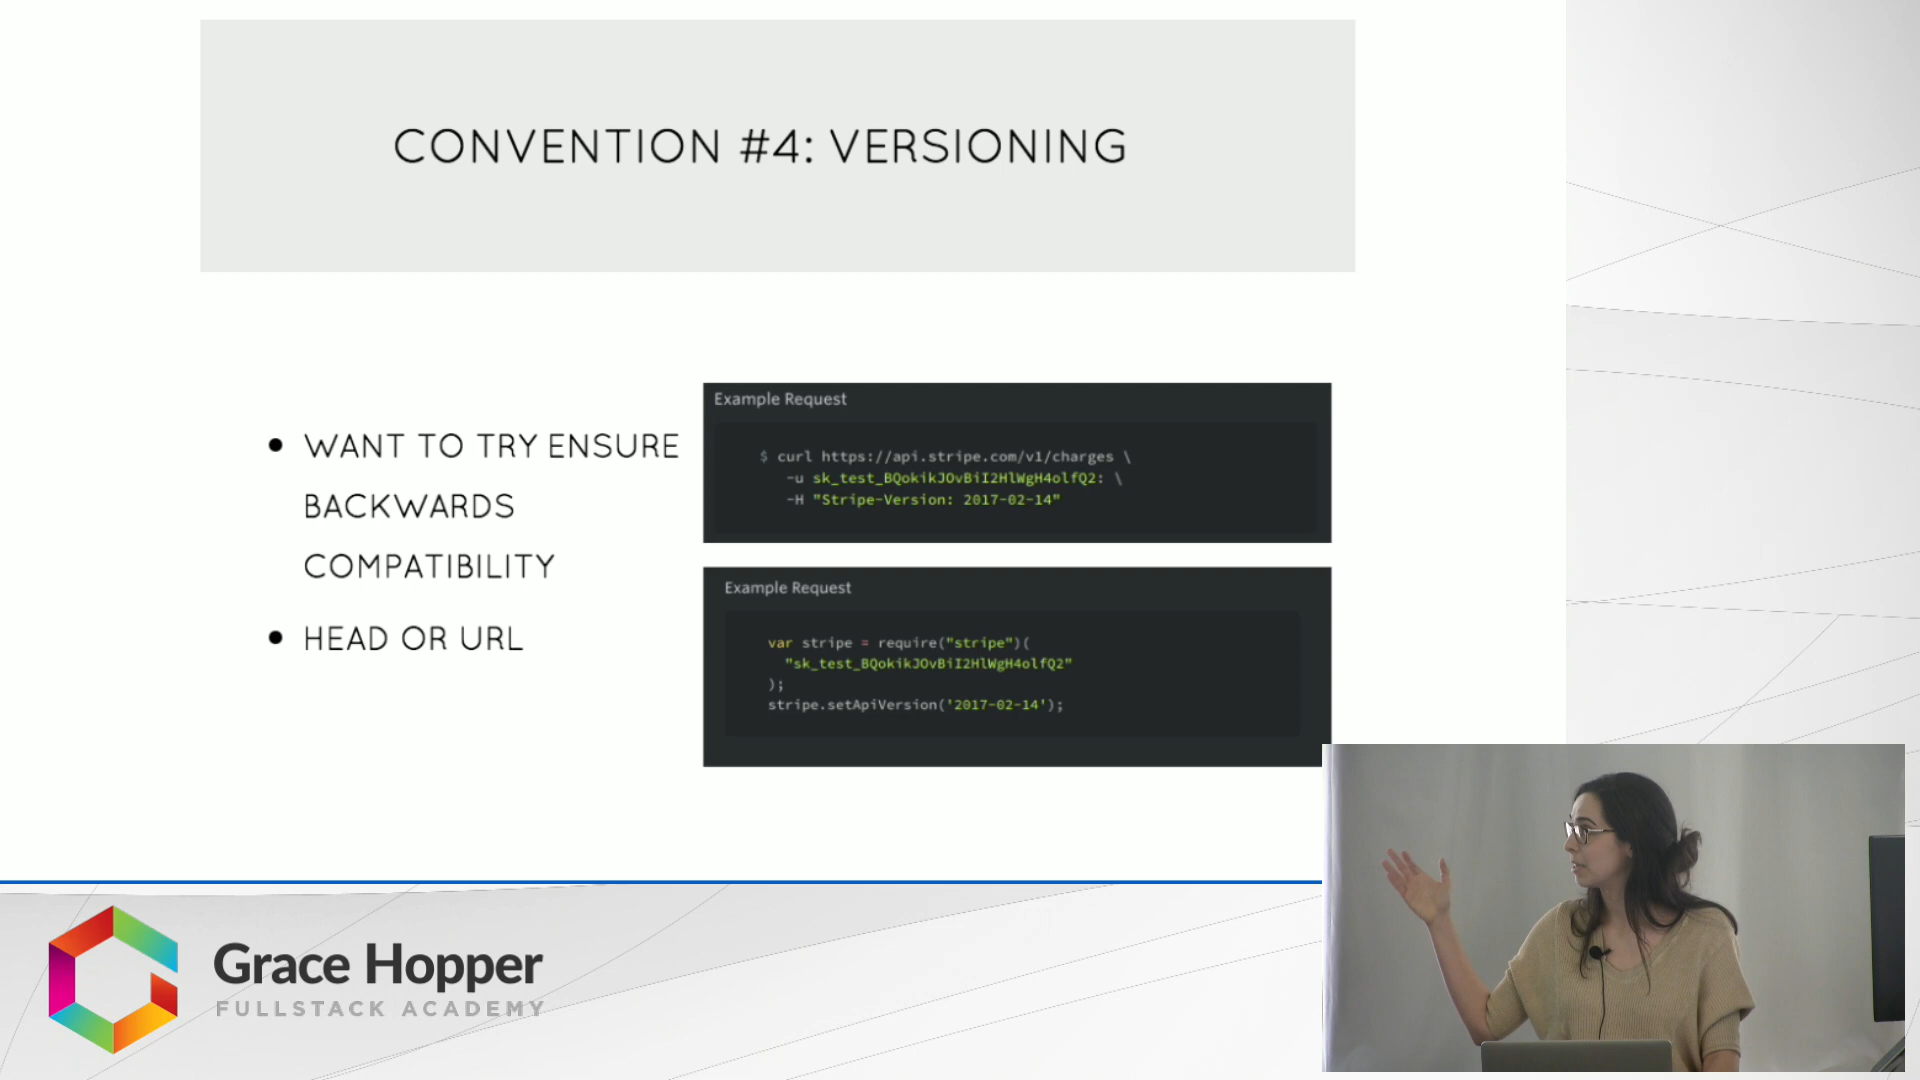 CONVENTION #4: VERSIONING
WANT TO TRY ENSURE
BACKWARDS
COMPATIBILITY
HEAD OR URL
Example Request
$ curl https://api.stripe.com/v1/charges \
-u sk_test_BQokikJOvBiI2HlWgH4olfQ2: \
-H "Stripe-Version: 2017-02-14"
Example Request
var stripe = require("stripe")(
"sk_test_BQokikJOvBiI2HlWgH4olfQ2"
);
stripe.setApiVersion('2017-02-14');
Grace Hopper
FULLSTACK ACADEMY